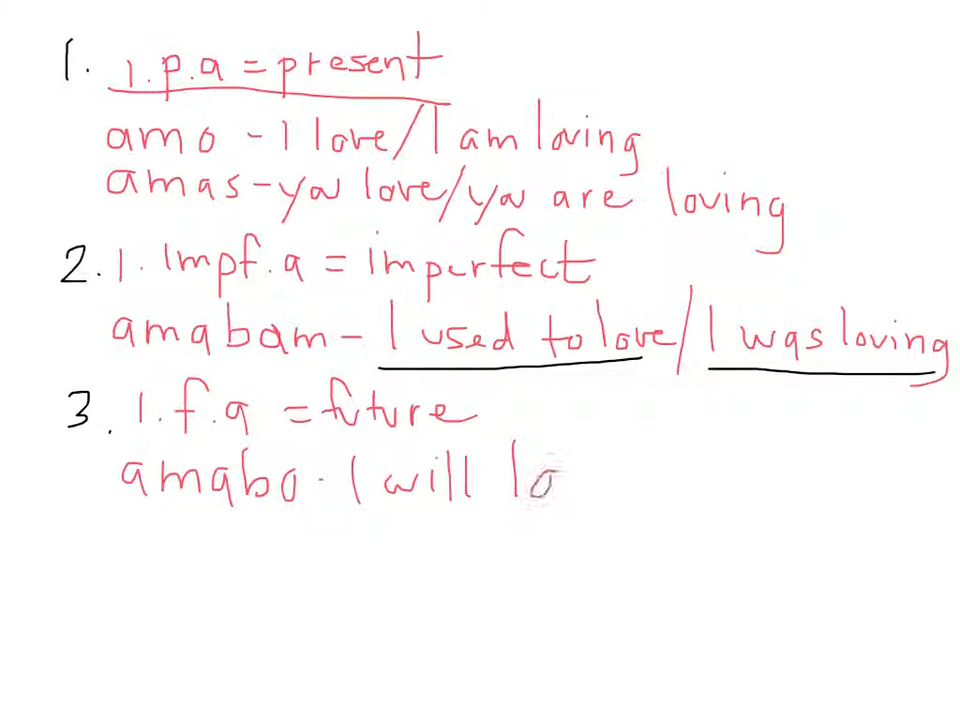 1. 1.p.a = present
amo - I love/I am loving
amas - you love/you are loving
2. 1. Impf.a = imperfect
amabam - I used to love/I was loving
3. 1.f.a = future
amabo - I will lo